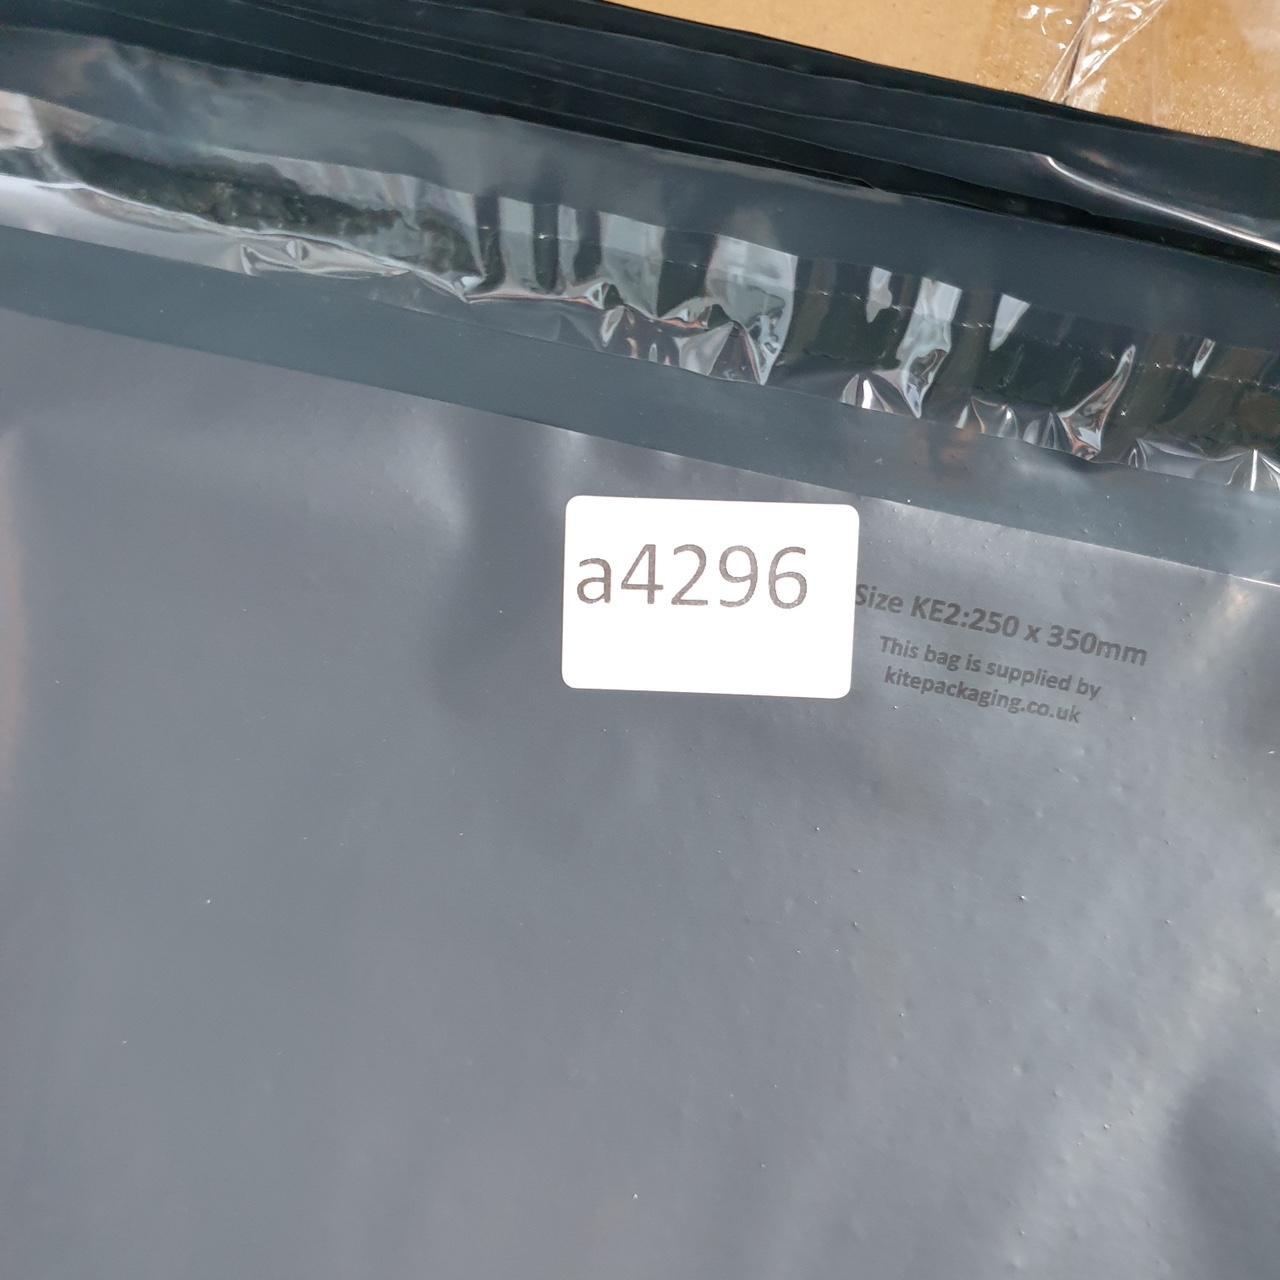 a4296
Size KE2:250 x 350mm
This bag is supplied by
kitepackaging.co.uk